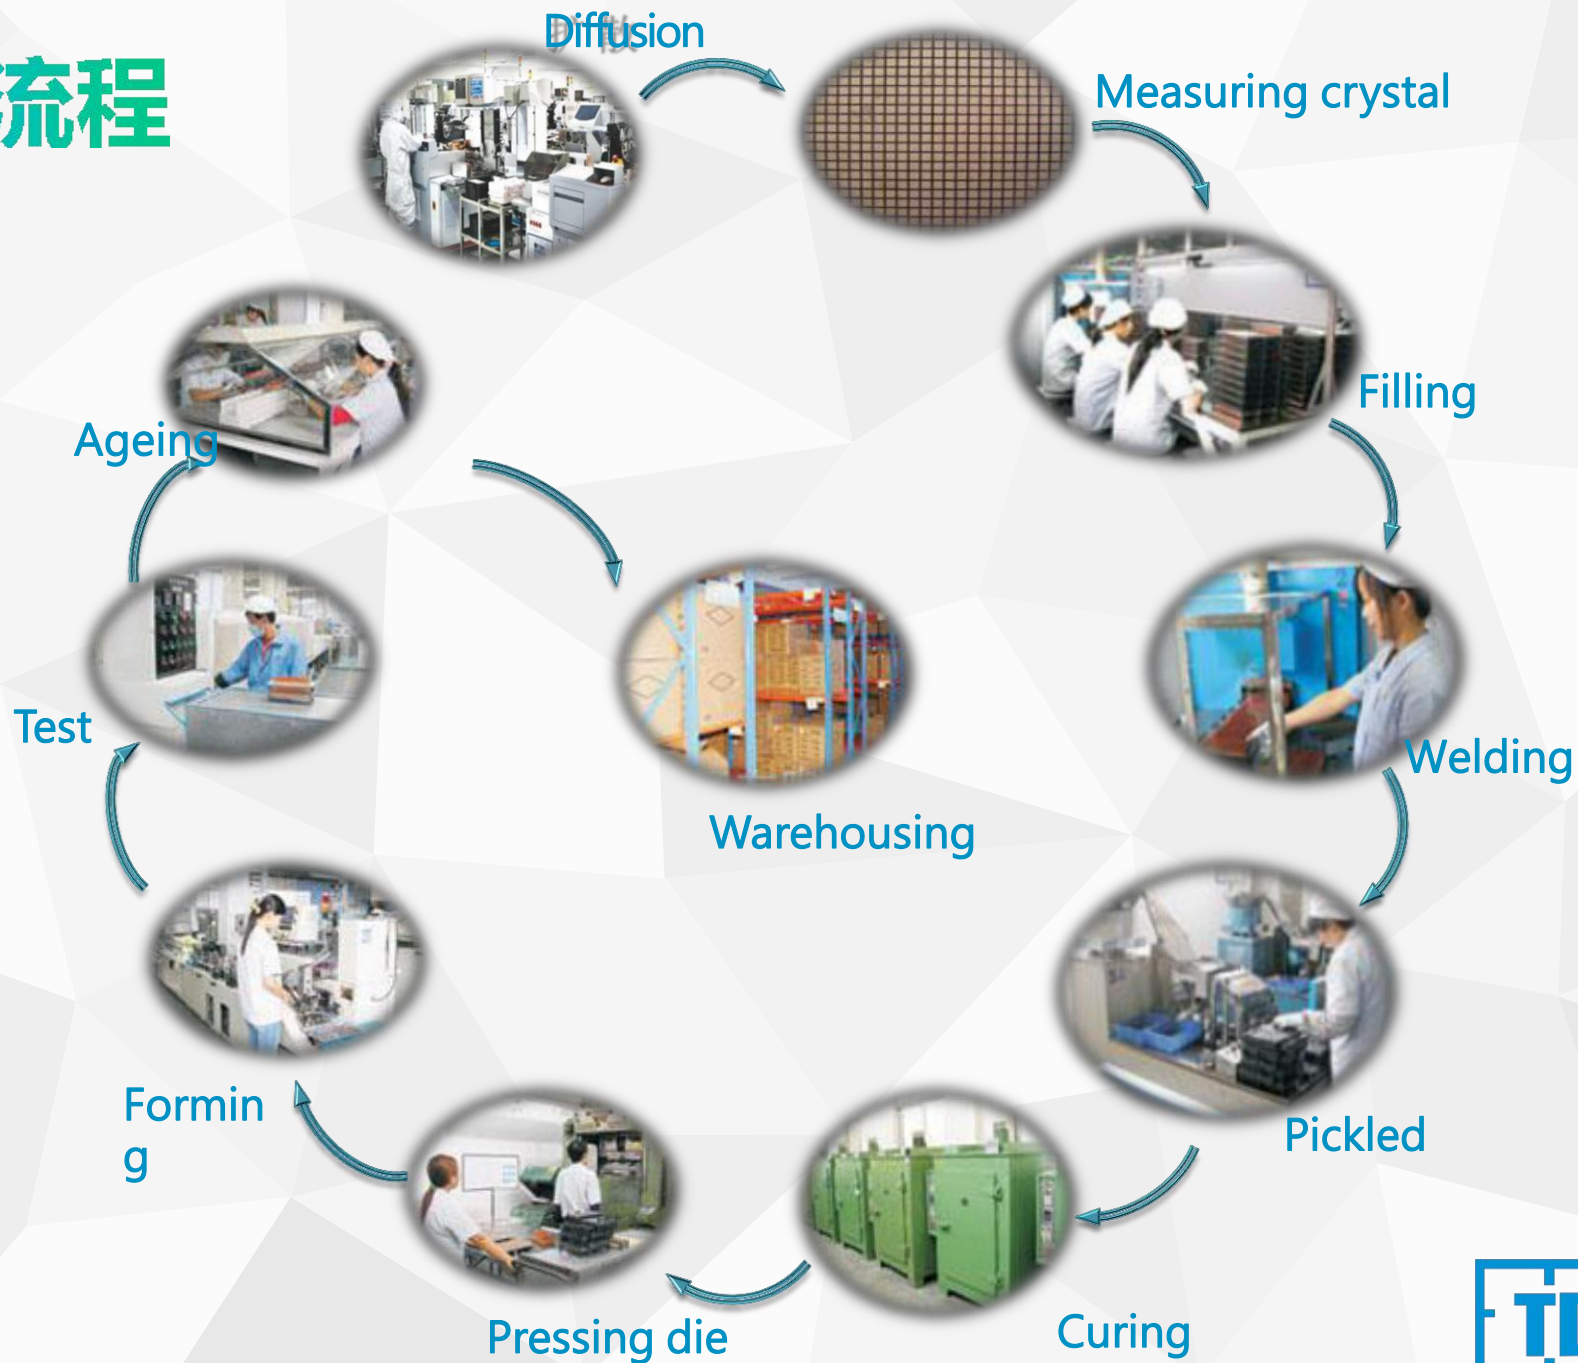 流程
Diffusion
Measuring crystal
Filling
Ageing
Test
Welding
Warehousing
Formin
g
Pickled
Pressing die
Curing